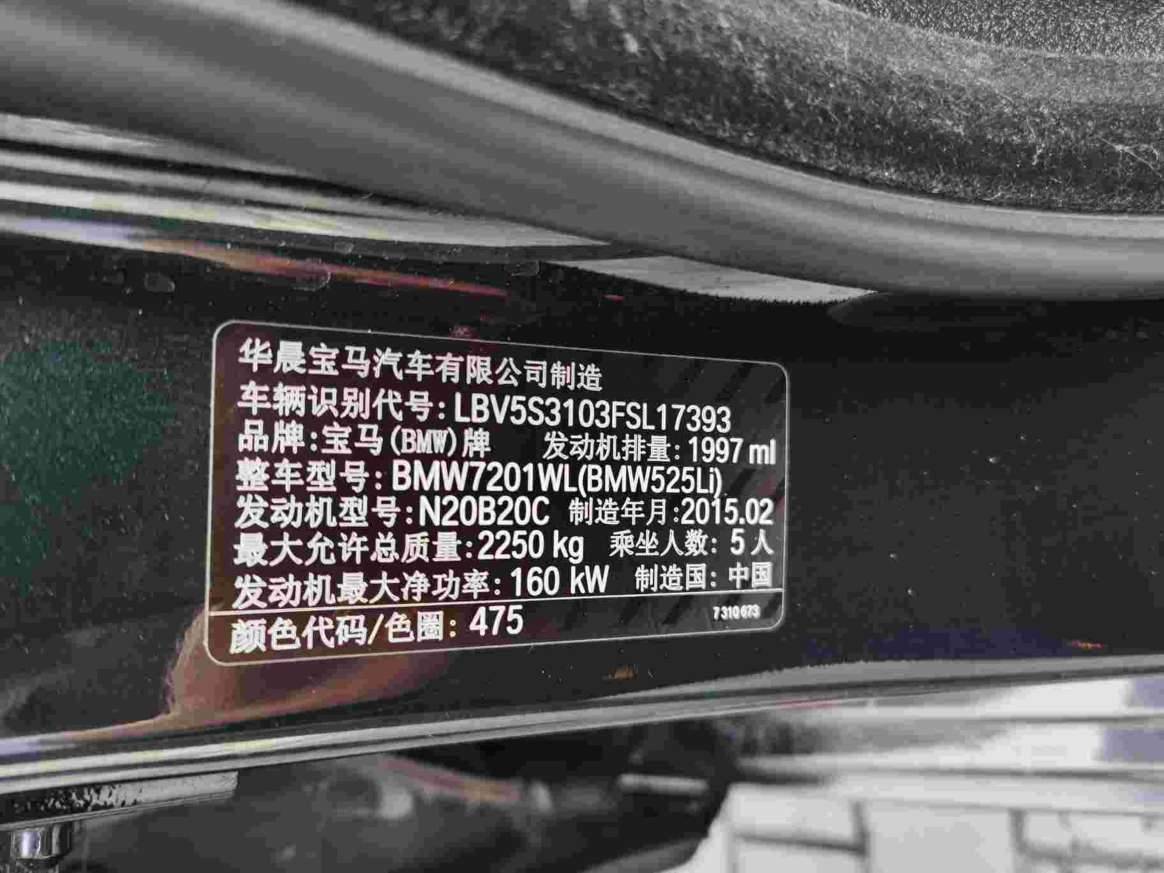 华晨宝马汽车有限公司制造
车辆识别代号:LBV5S3103FSL17393
品牌:宝马(BMW)牌 发动机排量:1997 ml
整车型号:BMW7201WL(BMW525Li)
发动机型号:N20B20C 制造年月:2015.02
最大允许总质量:2250 kg 乘坐人数: 5 人
发动机最大净功率: 160 kW 制造国: 中国
颜色代码/色圈: 475 7 310 673